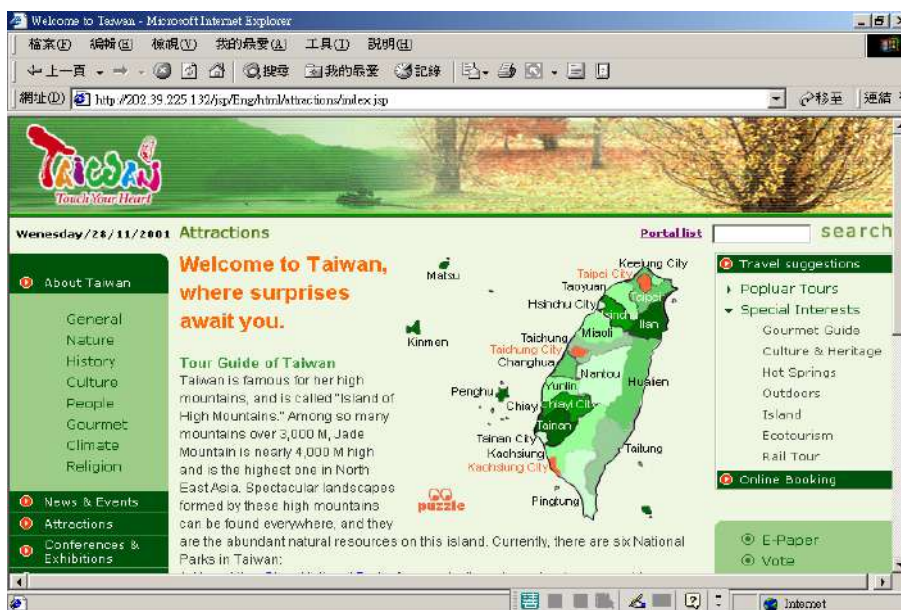 Welcome to Taiwan - Microsoft Internet Explorer
檔案(F) 編輯(E) 檢視(V) 我的最愛(A) 工具(T) 說明(H)
上一頁 搜尋 我的最愛 記錄
網址(D) http://202.39.225.132/jsp/Eng/html/attractions/index.jsp 移至 連結
TAIWAN
Touch Your Heart
Wenesday/28/11/2001
Attractions
Portal list
search
About Taiwan
General
Nature
History
Culture
People
Gourmet
Climate
Religion
News & Events
Attractions
Conferences &
Exhibitions
Welcome to Taiwan,
where surprises
await you.
Tour Guide of Taiwan
Taiwan is famous for her high
mountains, and is called "Island of
High Mountains." Among so many
mountains over 3,000 M, Jade
Mountain is nearly 4,000 M high
and is the highest one in North
East Asia. Spectacular landscapes
formed by these high mountains
can be found everywhere, and they
are the abundant natural resources on this island. Currently, there are six National
Parks in Taiwan:
Matsu
Kinmen
Penghu
Keelung City
Taipei City
Taoyuan
Taipei
Hsinchu City
Ilan
Miaoli
Taichung
Taichung City
Changhua
Nantou
Hualien
Yunlin
Chiay
Chiayi City
Tainan
Tainan City
Kaohsiung
Kaohsiung City
Taitung
Pingtung
puzzle
Travel suggestions
Popluar Tours
Special Interests
Gourmet Guide
Culture & Heritage
Hot Springs
Outdoors
Island
Ecotourism
Rail Tour
Online Booking
E-Paper
Vote
Internet